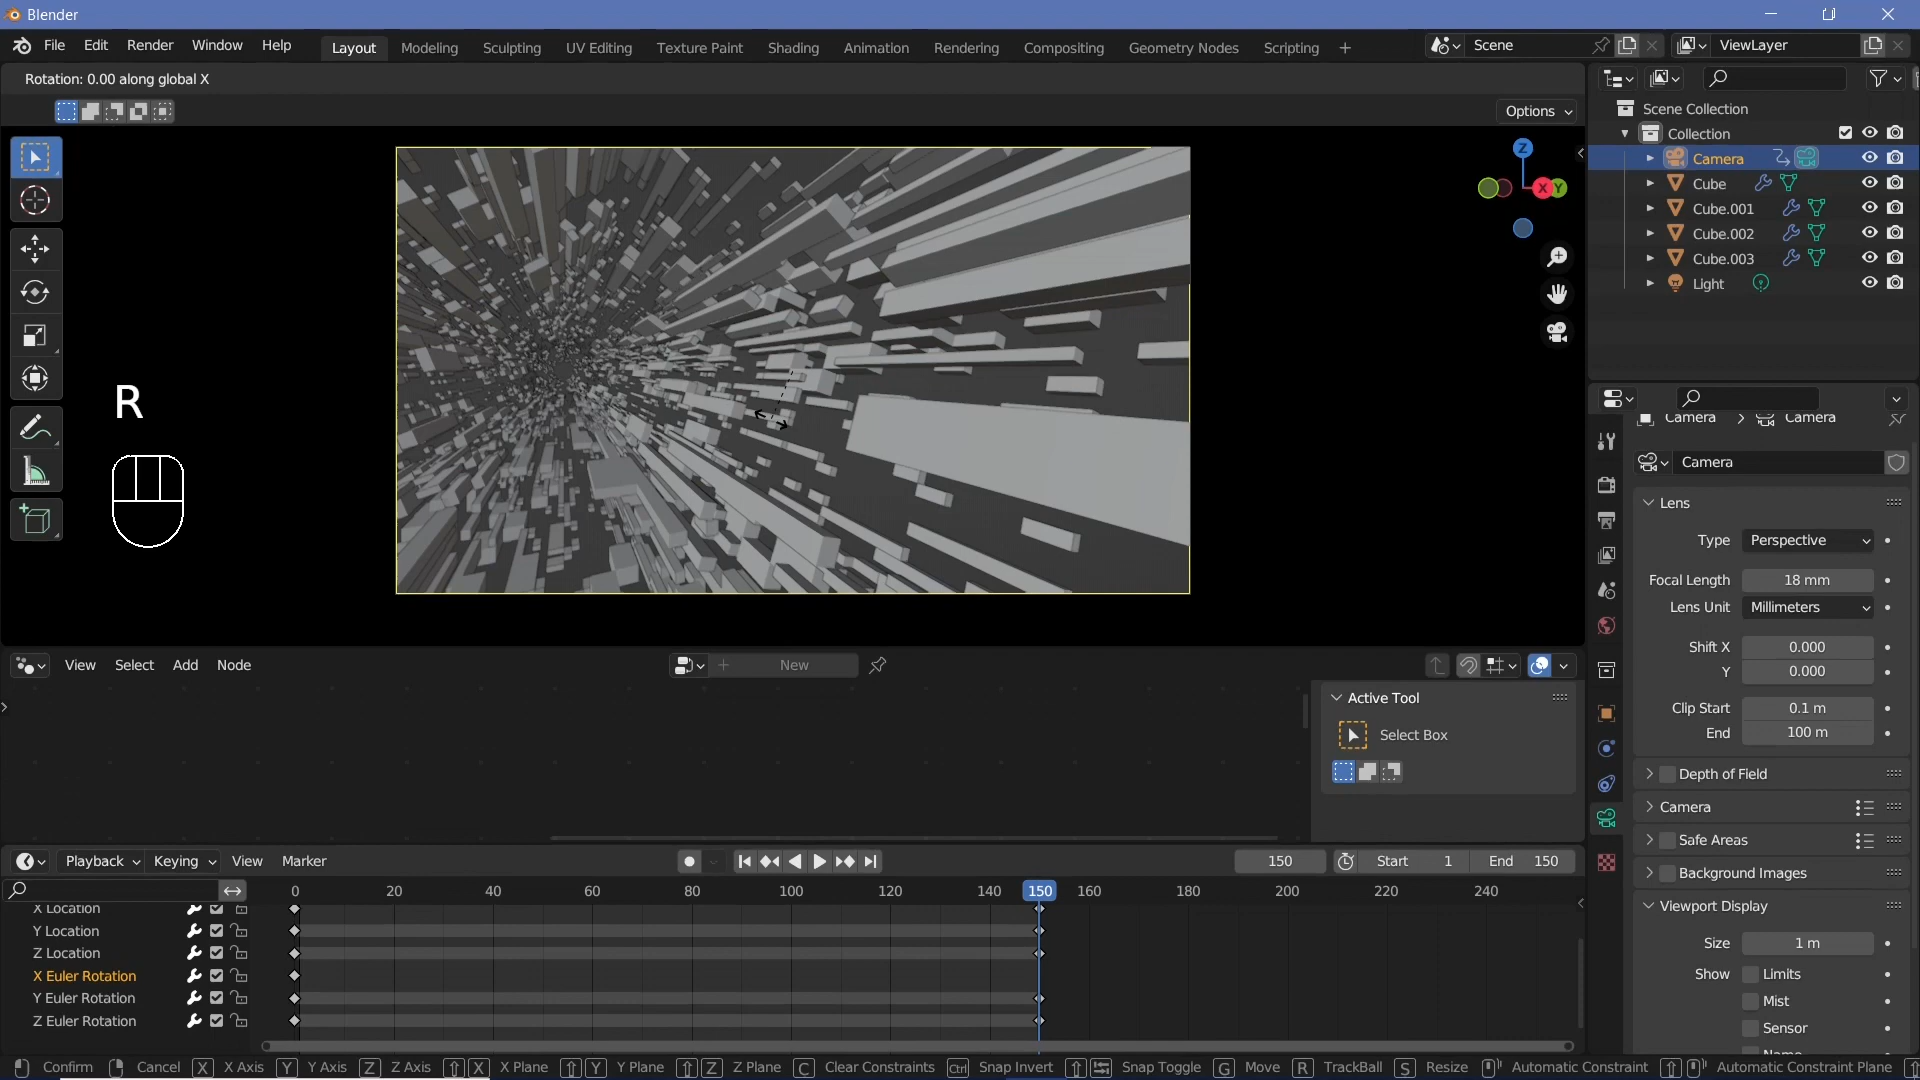 Blender
File Edit Render Window Help Layout Modeling Sculpting UV Editing Texture Paint Shading Animation Rendering Compositing Geometry Nodes Scripting + Scene ViewLayer
Rotation: 0.00 along global X
Options
Z
X Y
R
Scene Collection
Collection
Camera
Cube
Cube.001
Cube.002
Cube.003
Light
Camera > Camera
Camera
Lens
Type Perspective
Focal Length 18 mm
Lens Unit Millimeters
Shift X 0.000
Y 0.000
Clip Start 0.1 m
End 100 m
Depth of Field
Camera
Safe Areas
Background Images
Viewport Display
Size 1 m
Show Limits
Mist
Sensor
View Select Add Node New
Active Tool
Select Box
Playback Keying View Marker 150 Start 1 End 150
0 20 40 60 80 100 120 140 150 160 180 200 220 240
X Location
Y Location
Z Location
X Euler Rotation
Y Euler Rotation
Z Euler Rotation
Confirm Cancel X X Axis Y Y Axis Z Z Axis X X Plane Y Y Plane Z Z Plane C Clear Constraints Ctrl Snap Invert Snap Toggle G Move R TrackBall S Resize Automatic Constraint Automatic Constraint Plane